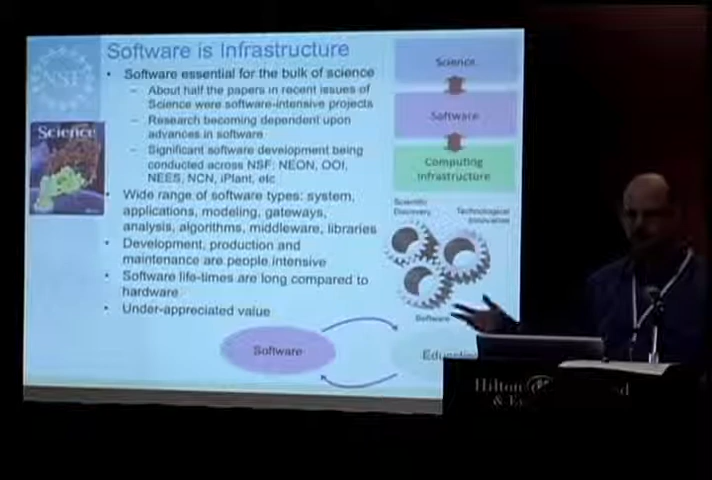 Software is Infrastructure
NSF
Science
• Software essential for the bulk of science
– About half the papers in recent issues of
Science were software-intensive projects
– Research becoming dependent upon
advances in software
– Significant software development being
conducted across NSF: NEON, OOI,
NEES, NCN, iPlant, etc
• Wide range of software types: system,
applications, modeling, gateways,
analysis, algorithms, middleware, libraries
• Development, production and
maintenance are people intensive
• Software life-times are long compared to
hardware
• Under-appreciated value
Science
Software
Computing
Infrastructure
Scientific
Discovery
Technological
Innovation
Software
Software
Hilton
&